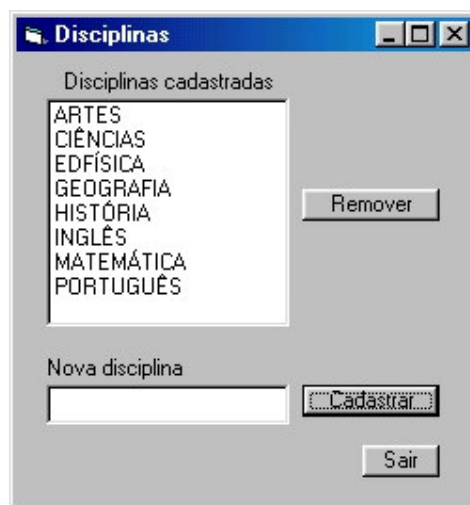 Disciplinas
Disciplinas cadastradas
ARTES
CIÊNCIAS
EDFÍSICA
GEOGRAFIA
HISTÓRIA
INGLÊS
MATEMÁTICA
PORTUGUÊS
Remover
Nova disciplina
Cadastrar
Sair